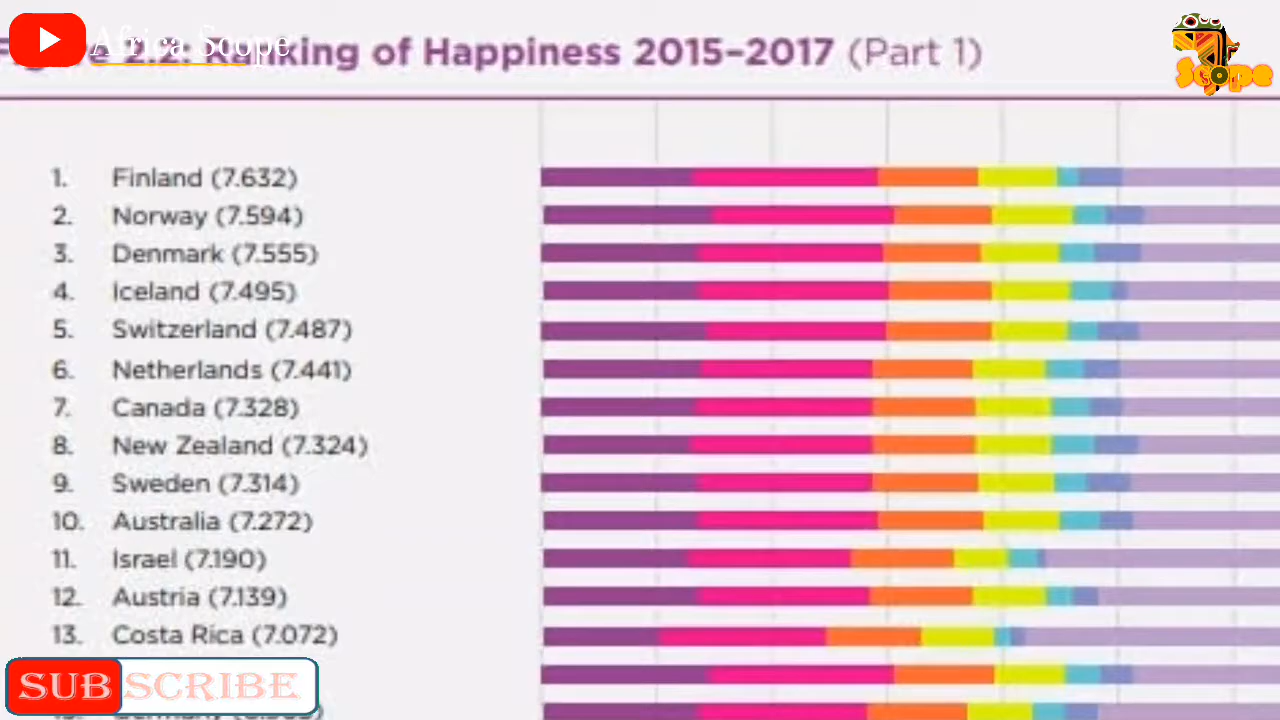 Africa Scope
Figure 2.2: Ranking of Happiness 2015–2017 (Part 1)
Scope
1. Finland (7.632)
2. Norway (7.594)
3. Denmark (7.555)
4. Iceland (7.495)
5. Switzerland (7.487)
6. Netherlands (7.441)
7. Canada (7.328)
8. New Zealand (7.324)
9. Sweden (7.314)
10. Australia (7.272)
11. Israel (7.190)
12. Austria (7.139)
13. Costa Rica (7.072)
SUBSCRIBE